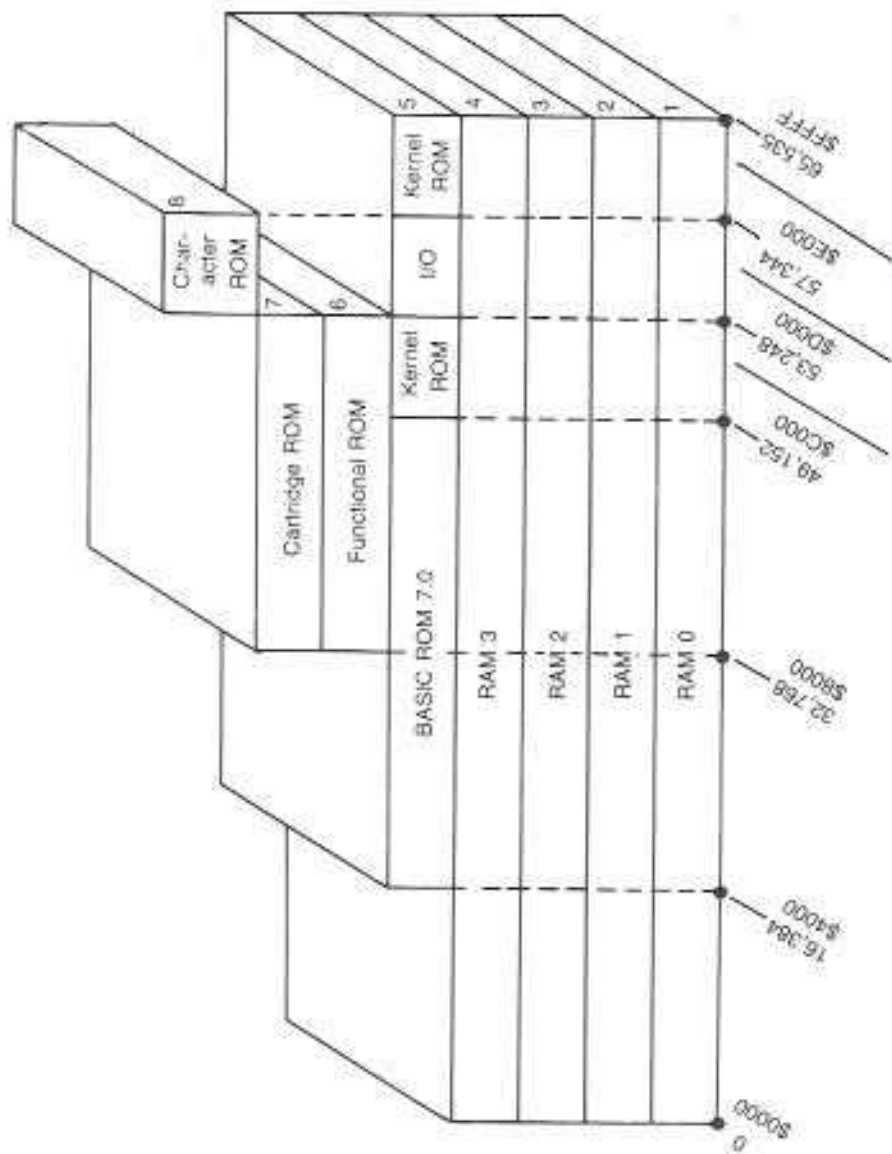 8
Char-
acter
ROM
7
Cartridge ROM
6
Functional ROM
5
BASIC ROM 7.0
Kernel
ROM
I/O
Kernel
ROM
4
RAM 3
3
RAM 2
2
RAM 1
1
RAM 0
0
$0000
16,384
$4000
32,768
$8000
49,152
$C000
53,248
$D000
57,344
$E000
65,535
$FFFF